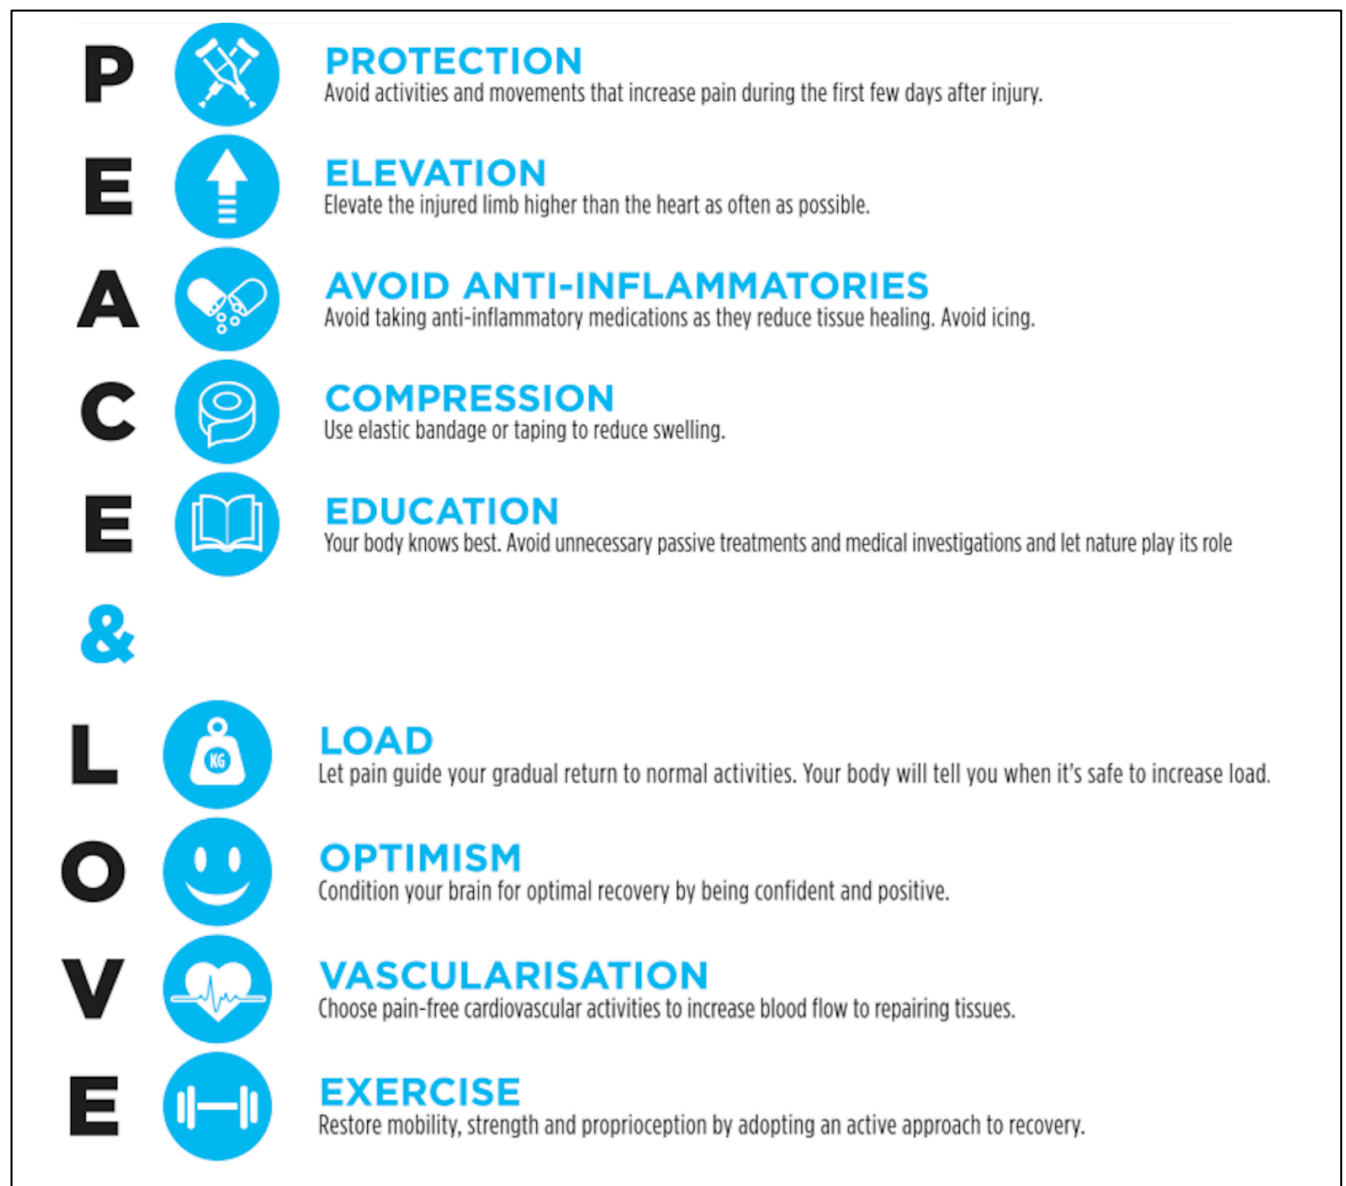 P
PROTECTION
Avoid activities and movements that increase pain during the first few days after injury.
E
ELEVATION
Elevate the injured limb higher than the heart as often as possible.
A
AVOID ANTI-INFLAMMATORIES
Avoid taking anti-inflammatory medications as they reduce tissue healing. Avoid icing.
C
COMPRESSION
Use elastic bandage or taping to reduce swelling.
E
EDUCATION
Your body knows best. Avoid unnecessary passive treatments and medical investigations and let nature play its role
&
L
KG
LOAD
Let pain guide your gradual return to normal activities. Your body will tell you when it's safe to increase load.
O
OPTIMISM
Condition your brain for optimal recovery by being confident and positive.
V
VASCULARISATION
Choose pain-free cardiovascular activities to increase blood flow to repairing tissues.
E
EXERCISE
Restore mobility, strength and proprioception by adopting an active approach to recovery.